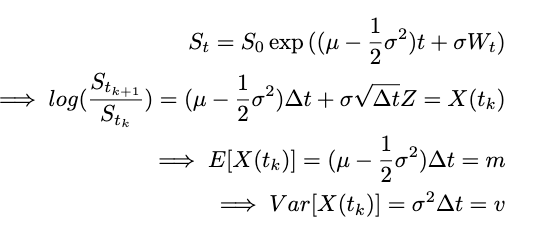 S_t = S_0 exp ((μ − 1/2 σ²)t + σW_t)
⟹ log(S_{t_{k+1}}/S_{t_k}) = (μ − 1/2 σ²)Δt + σ√Δt Z = X(t_k)
⟹ E[X(t_k)] = (μ − 1/2 σ²)Δt = m
⟹ Var[X(t_k)] = σ²Δt = v